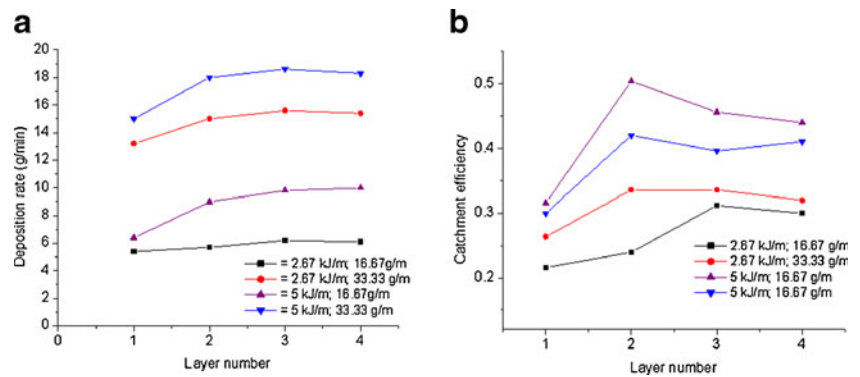 a
20
18
16
14
12
10
8
6
4
2
0
Deposition rate (g/min)
= 2.67 kJ/m; 16.67g/m
= 2.67 kJ/m; 33.33 g/m
= 5 kJ/m; 16.67g/m
= 5 kJ/m; 33.33 g/m
0 1 2 3 4
Layer number
b
0.5
0.4
0.3
0.2
Catchment efficiency
2.67 kJ/m; 16.67 g/m
2.67 kJ/m; 33.33 g/m
5 kJ/m; 16.67 g/m
5 kJ/m; 16.67 g/m
1 2 3 4
Layer number